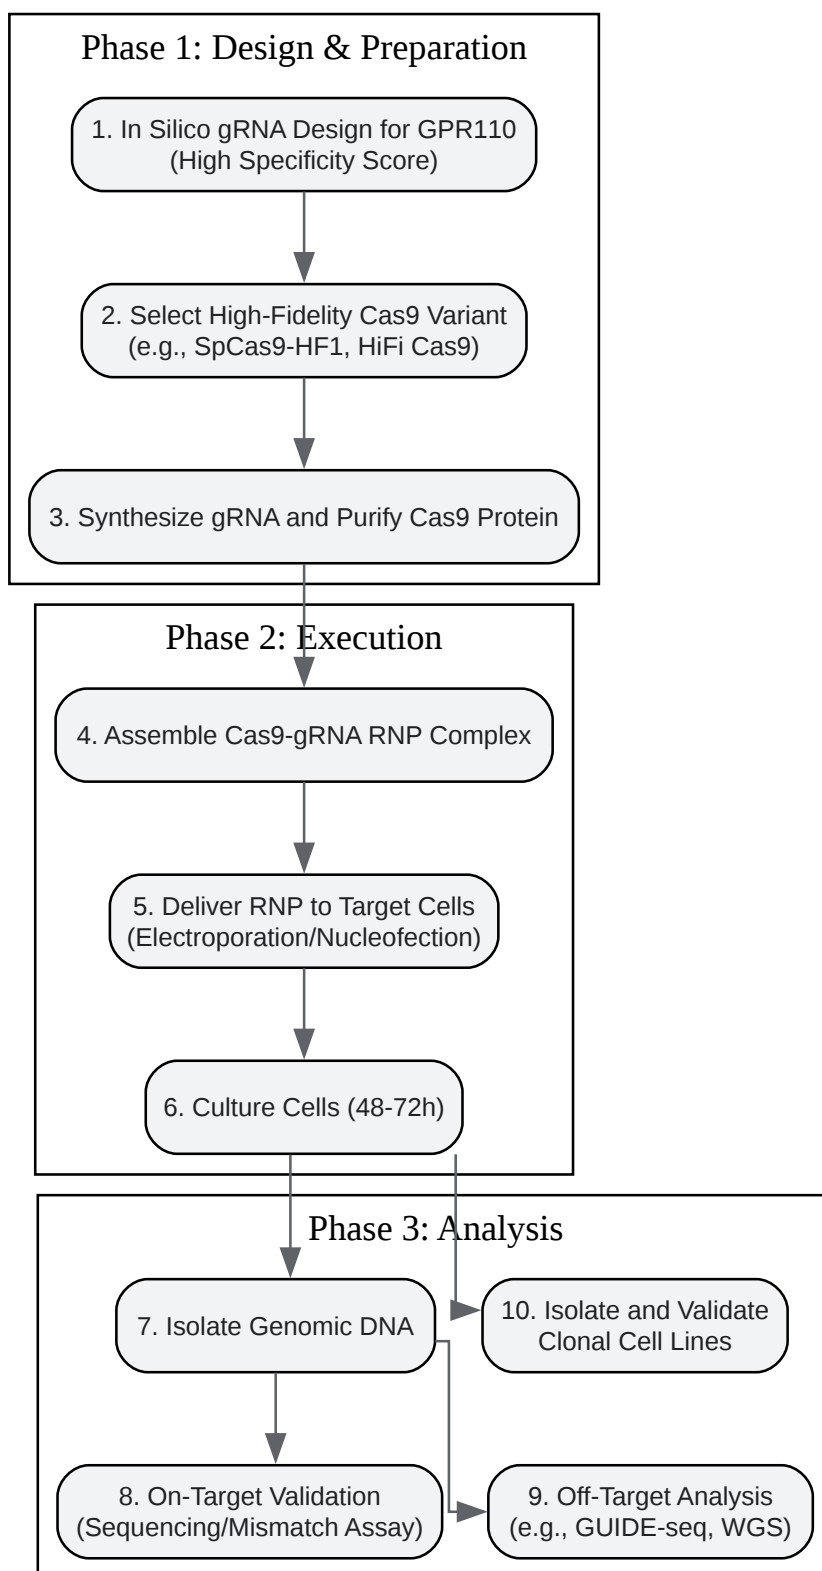 Phase 1: Design & Preparation
1. In Silico gRNA Design for GPR110
(High Specificity Score)
2. Select High-Fidelity Cas9 Variant
(e.g., SpCas9-HF1, HiFi Cas9)
3. Synthesize gRNA and Purify Cas9 Protein
Phase 2: Execution
4. Assemble Cas9-gRNA RNP Complex
5. Deliver RNP to Target Cells
(Electroporation/Nucleofection)
6. Culture Cells (48-72h)
Phase 3: Analysis
7. Isolate Genomic DNA
10. Isolate and Validate
Clonal Cell Lines
8. On-Target Validation
(Sequencing/Mismatch Assay)
9. Off-Target Analysis
(e.g., GUIDE-seq, WGS)